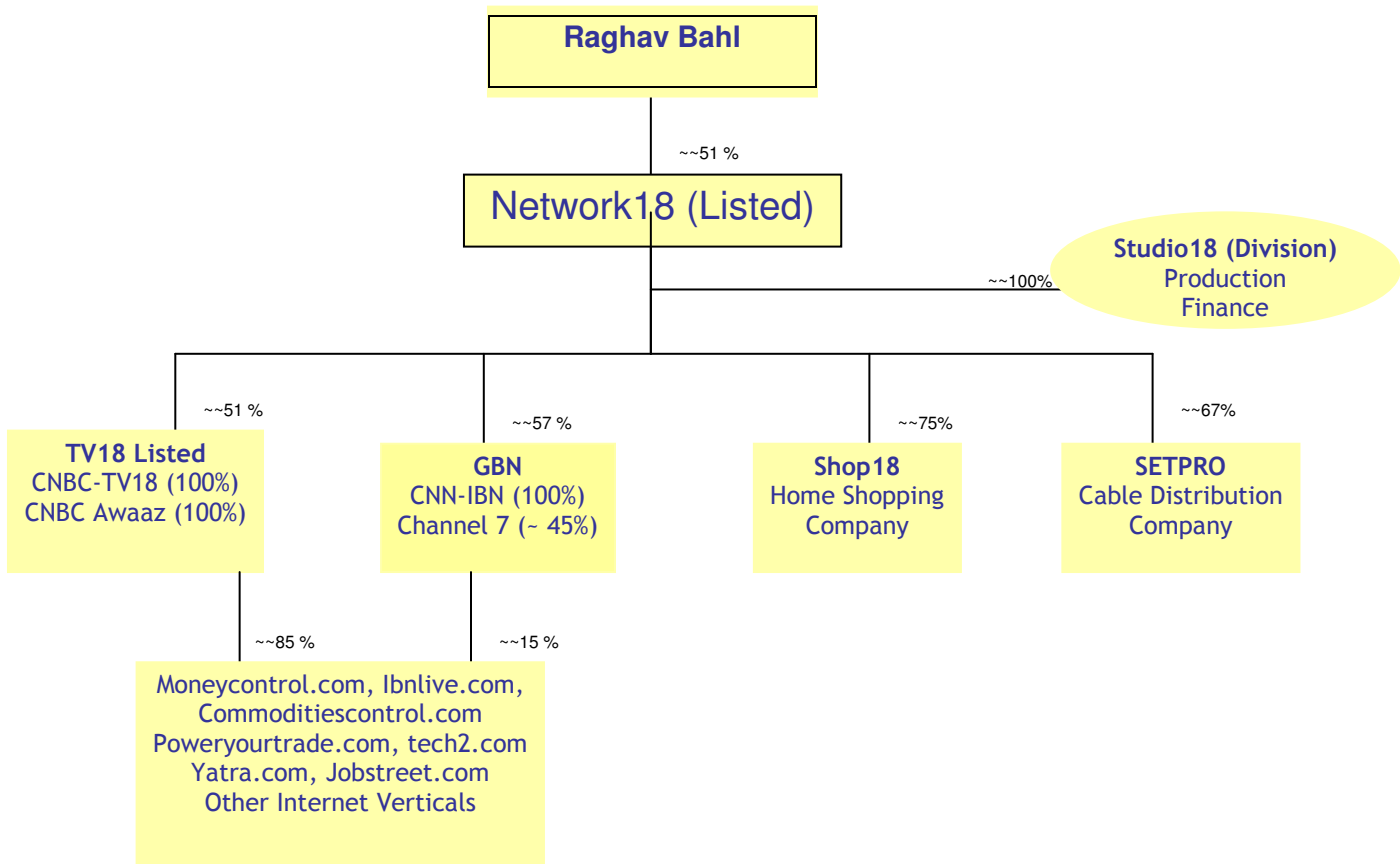 Raghav Bahl
~~51 %
Network18 (Listed)
Studio18 (Division)
Production
Finance
~~100%
~~51 %
TV18 Listed
CNBC-TV18 (100%)
CNBC Awaaz (100%)
~~57 %
GBN
CNN-IBN (100%)
Channel 7 (~ 45%)
~~75%
Shop18
Home Shopping
Company
~~67%
SETPRO
Cable Distribution
Company
~~85 %
~~15 %
Moneycontrol.com, Ibnlive.com,
Commoditiescontrol.com
Poweryourtrade.com, tech2.com
Yatra.com, Jobstreet.com
Other Internet Verticals